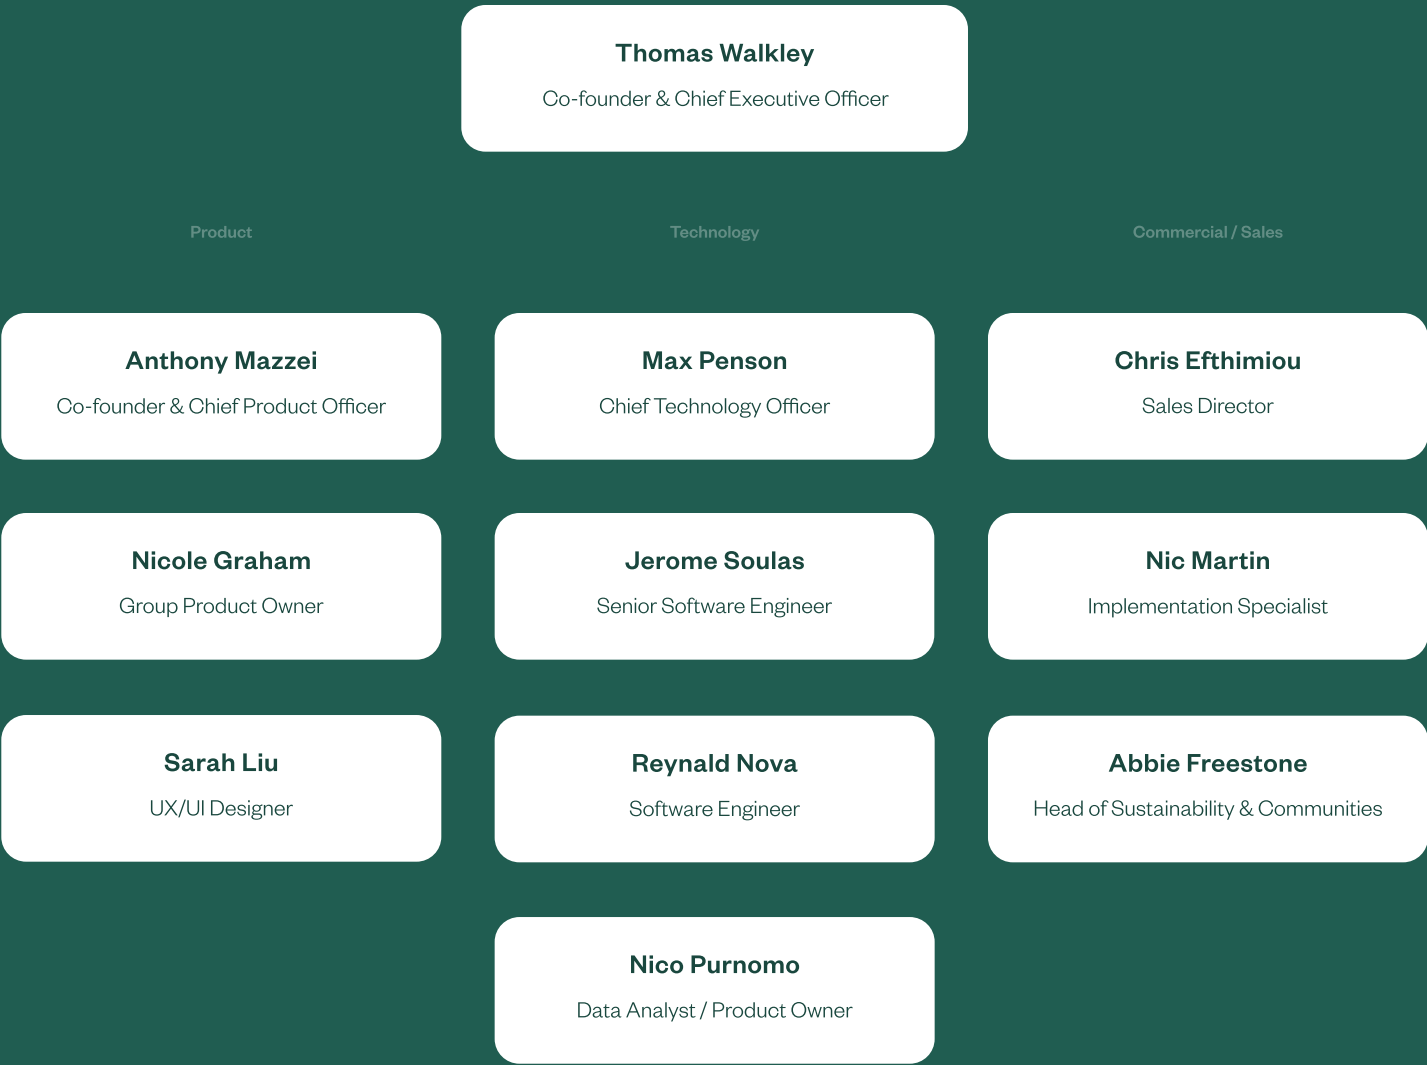 Thomas Walkley
Co-founder & Chief Executive Officer
Product
Technology
Commercial / Sales
Anthony Mazzei
Co-founder & Chief Product Officer
Max Penson
Chief Technology Officer
Chris Efthimiou
Sales Director
Nicole Graham
Group Product Owner
Jerome Soulas
Senior Software Engineer
Nic Martin
Implementation Specialist
Sarah Liu
UX/UI Designer
Reynald Nova
Software Engineer
Abbie Freestone
Head of Sustainability & Communities
Nico Purnomo
Data Analyst / Product Owner